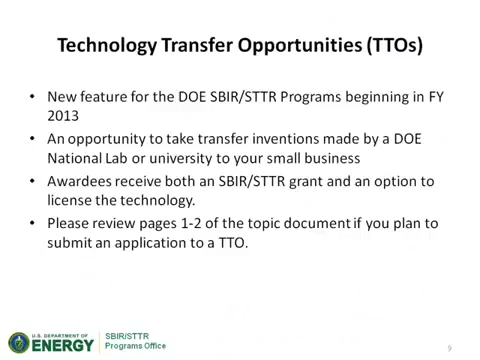 Technology Transfer Opportunities (TTOs)
• New feature for the DOE SBIR/STTR Programs beginning in FY
2013
• An opportunity to take transfer inventions made by a DOE
National Lab or university to your small business
• Awardees receive both an SBIR/STTR grant and an option to
license the technology.
• Please review pages 1-2 of the topic document if you plan to
submit an application to a TTO.
U.S. DEPARTMENT OF
ENERGY
SBIR/STTR
Programs Office
9